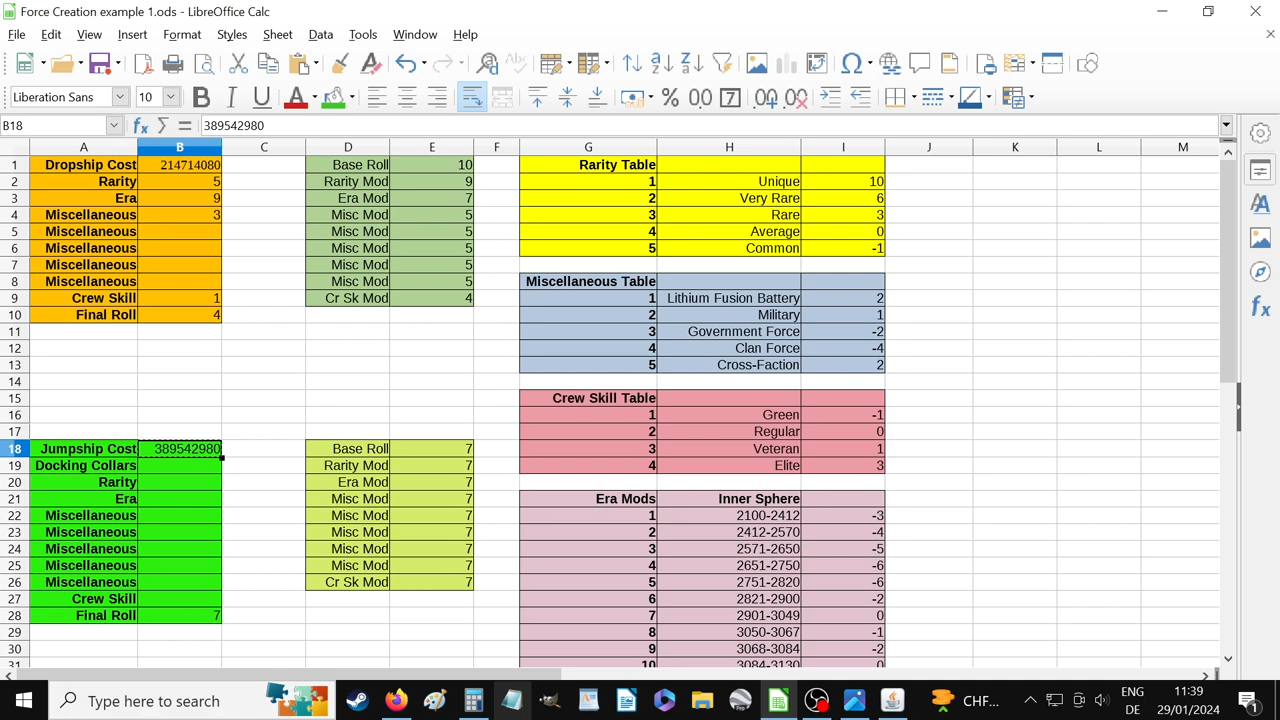 Force Creation example 1.ods - LibreOffice Calc
File Edit View Insert Format Styles Sheet Data Tools Window Help
Liberation Sans 10
B18 389542980
A B C D E F G H I J K L M
1 Dropship Cost 214714080 Base Roll 10 Rarity Table
2 Rarity 5 Rarity Mod 9 1 Unique 10
3 Era 9 Era Mod 7 2 Very Rare 6
4 Miscellaneous 3 Misc Mod 5 3 Rare 3
5 Miscellaneous Misc Mod 5 4 Average 0
6 Miscellaneous Misc Mod 5 5 Common -1
7 Miscellaneous Misc Mod 5
8 Miscellaneous Misc Mod 5 Miscellaneous Table
9 Crew Skill 1 Cr Sk Mod 4 1 Lithium Fusion Battery 2
10 Final Roll 4 2 Military 1
11 3 Government Force -2
12 4 Clan Force -4
13 5 Cross-Faction 2
14
15 Crew Skill Table
16 1 Green -1
17 2 Regular 0
18 Jumpship Cost 389542980 Base Roll 7 3 Veteran 1
19 Docking Collars Rarity Mod 7 4 Elite 3
20 Rarity Era Mod 7
21 Era Misc Mod 7 Era Mods Inner Sphere
22 Miscellaneous Misc Mod 7 1 2100-2412 -3
23 Miscellaneous Misc Mod 7 2 2412-2570 -4
24 Miscellaneous Misc Mod 7 3 2571-2650 -5
25 Miscellaneous Misc Mod 7 4 2651-2750 -6
26 Miscellaneous Cr Sk Mod 7 5 2751-2820 -6
27 Crew Skill 6 2821-2900 -2
28 Final Roll 7 7 2901-3049 0
29 8 3050-3067 -1
30 9 3068-3084 -2
31 10 3084-3130 0
Type here to search
CHF...
ENG
DE
11:39
29/01/2024
1